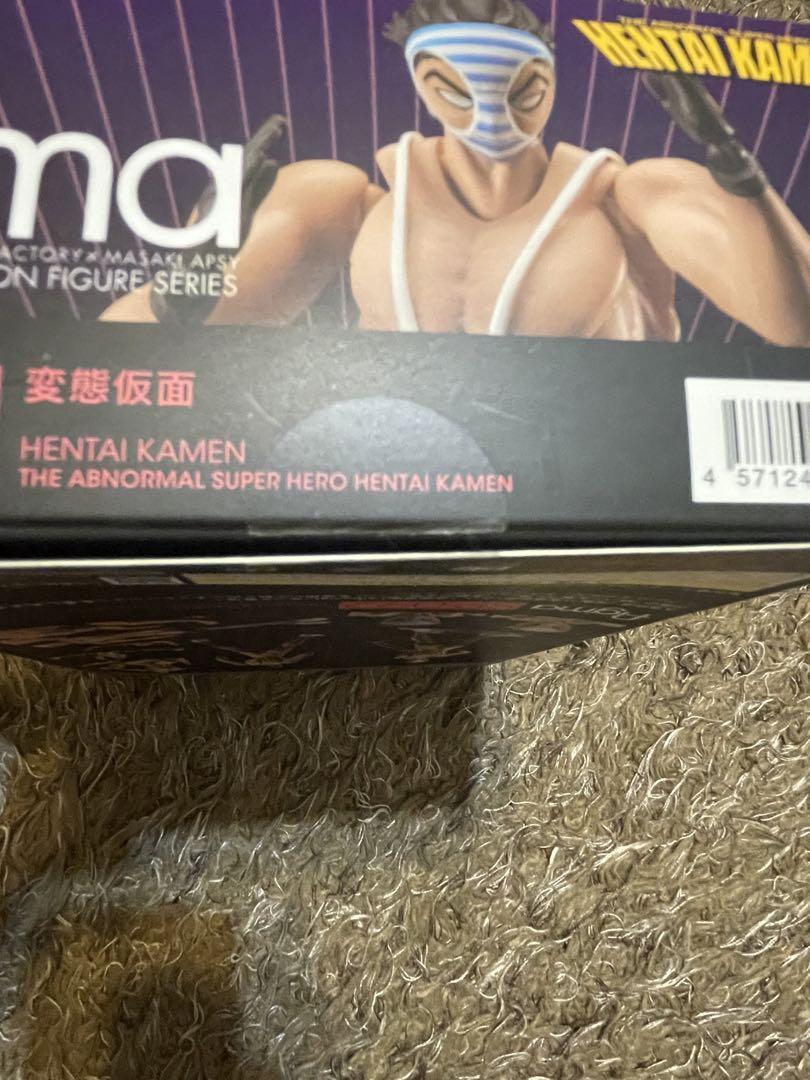 HENTAI KAM
ma
ACTORY×MASAKI APSY
ON FIGURE SERIES
変態仮面
HENTAI KAMEN
THE ABNORMAL SUPER HERO HENTAI KAMEN
4 57124
figma